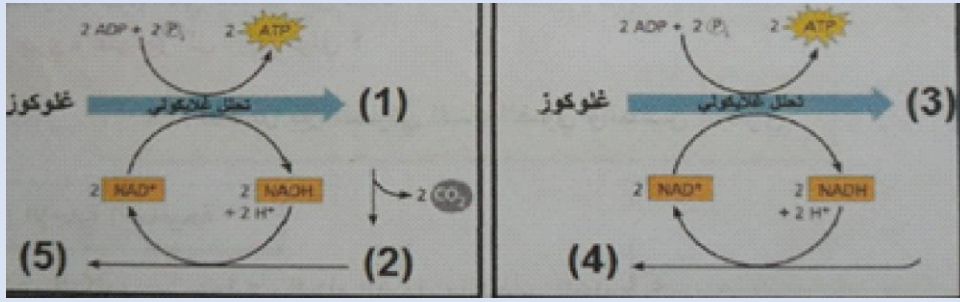 2 ADP + 2 Pᵢ
2 ATP
غلوكوز
تحلل غلايكولي
(1)
2 NAD⁺
2 NADH
+ 2 H⁺
2 CO₂
(5)
(2)
2 ADP + 2 Pᵢ
2 ATP
غلوكوز
تحلل غلايكولي
(3)
2 NAD⁺
2 NADH
+ 2 H⁺
(4)